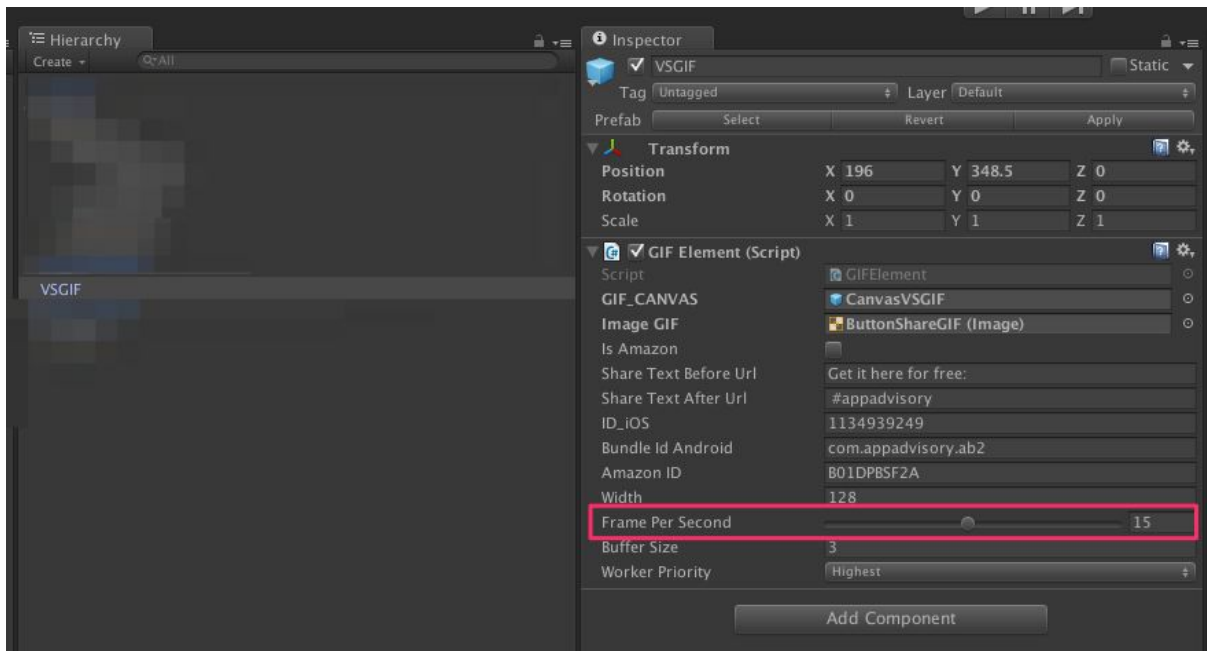 Hierarchy
Create
All
VSGIF
Inspector
VSGIF Static
Tag Untagged Layer Default
Prefab Select Revert Apply
Transform
Position X 196 Y 348.5 Z 0
Rotation X 0 Y 0 Z 0
Scale X 1 Y 1 Z 1
GIF Element (Script)
Script GIFElement
GIF_CANVAS CanvasVSGIF
Image GIF ButtonShareGIF (Image)
Is Amazon
Share Text Before Url Get it here for free:
Share Text After Url #appadvisory
ID_iOS 1134939249
Bundle Id Android com.appadvisory.ab2
Amazon ID B01DPBSF2A
Width 128
Frame Per Second 15
Buffer Size 3
Worker Priority Highest
Add Component